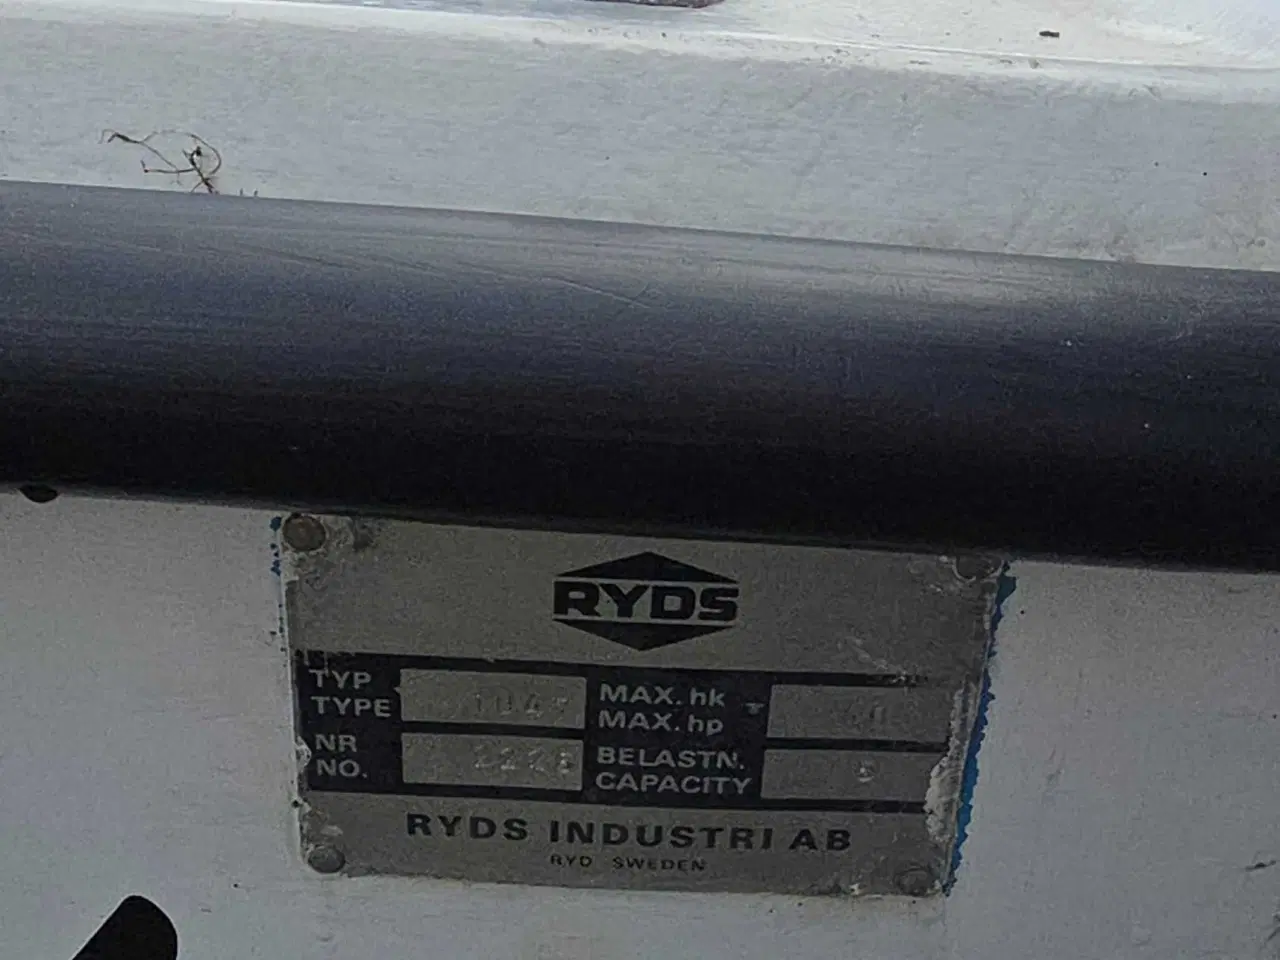 RYDS
TYP
TYPE
MAX. hk
MAX. hp
NR
NO.
BELASTN.
CAPACITY
RYDS INDUSTRI AB
RYD SWEDEN